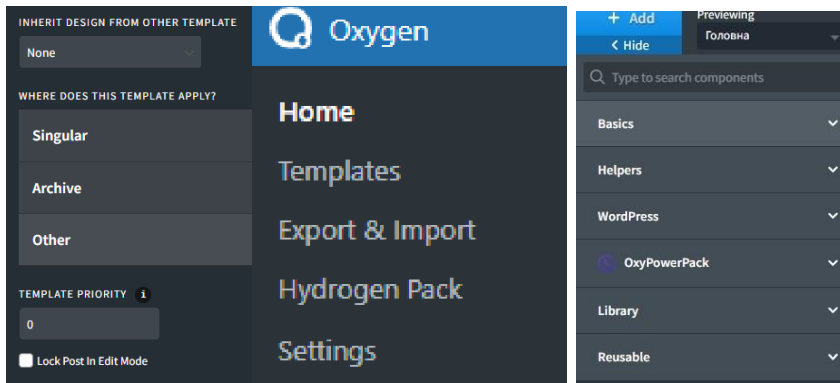 INHERIT DESIGN FROM OTHER TEMPLATE
None
WHERE DOES THIS TEMPLATE APPLY?
Singular
Archive
Other
TEMPLATE PRIORITY i
0
Lock Post In Edit Mode
Oxygen
Home
Templates
Export & Import
Hydrogen Pack
Settings
+ Add
< Hide
Previewing
Головна
Type to search components
Basics
Helpers
WordPress
OxyPowerPack
Library
Reusable